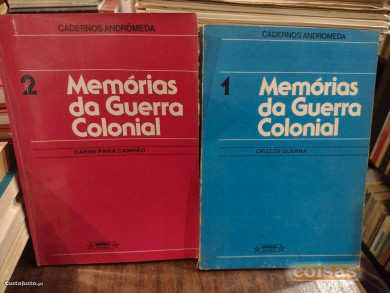 CADERNOS ANDRÓMEDA
2
Memórias
da Guerra
Colonial
CARNE PARA CANHÃO
CADERNOS ANDROMEDA
1
Memórias
da Guerra
Colonial
CRUZ DE GUERRA
CustoJusto.pt
coisas